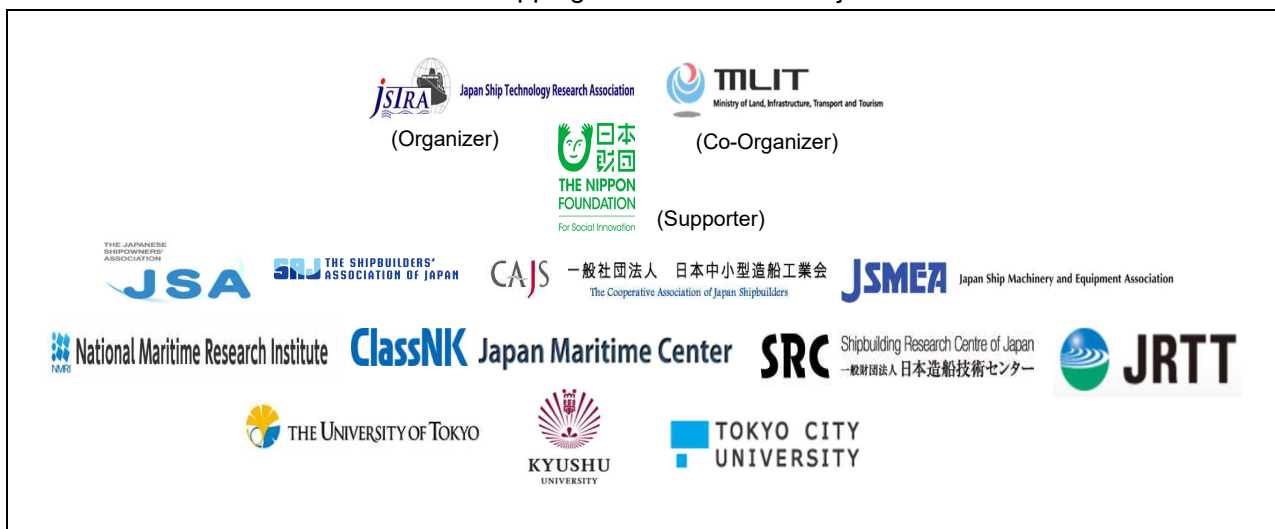 JSTRA Japan Ship Technology Research Association
MLIT
Ministry of Land, Infrastructure, Transport and Tourism
(Organizer)
(Co-Organizer)
日本
財団
THE NIPPON
FOUNDATION
For Social Innovation
(Supporter)
THE JAPANESE
SHIPOWNERS'
ASSOCIATION
JSA
SAJ THE SHIPBUILDERS'
ASSOCIATION OF JAPAN
CAJS 一般社団法人 日本中小型造船工業会
The Cooperative Association of Japan Shipbuilders
JSMEA Japan Ship Machinery and Equipment Association
NMRI National Maritime Research Institute
ClassNK
Japan Maritime Center
SRC Shipbuilding Research Centre of Japan
一般財団法人 日本造船技術センター
JRTT
THE UNIVERSITY OF TOKYO
KYUSHU
UNIVERSITY
TOKYO CITY
UNIVERSITY